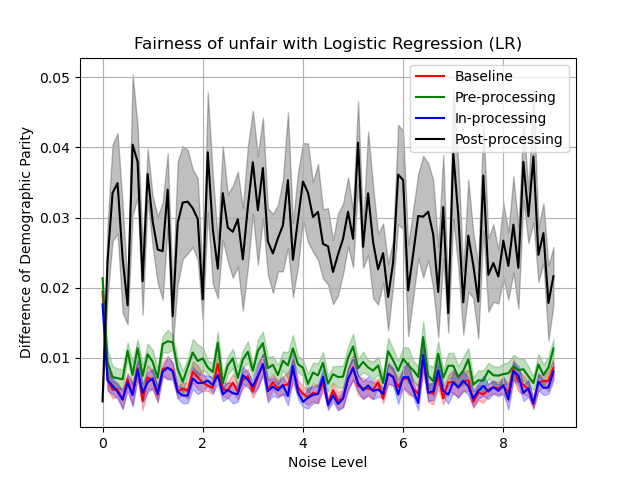 Fairness of unfair with Logistic Regression (LR)
Difference of Demographic Parity
0.05
0.04
0.03
0.02
0.01
Baseline
Pre-processing
In-processing
Post-processing
0 2 4 6 8
Noise Level